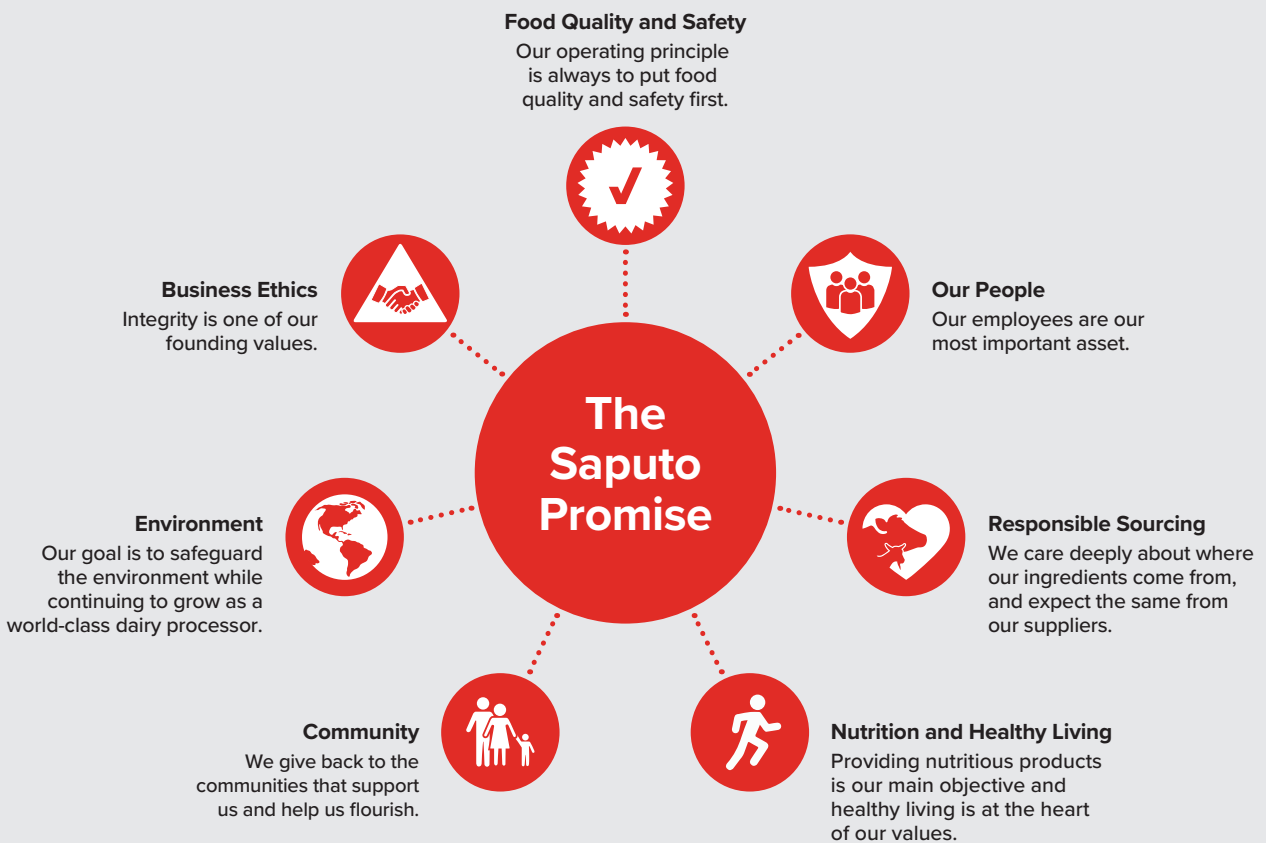 Food Quality and Safety
Our operating principle
is always to put food
quality and safety first.
Business Ethics
Integrity is one of our
founding values.
Our People
Our employees are our
most important asset.
The
Saputo
Promise
Environment
Our goal is to safeguard
the environment while
continuing to grow as a
world-class dairy processor.
Responsible Sourcing
We care deeply about where
our ingredients come from,
and expect the same from
our suppliers.
Community
We give back to the
communities that support
us and help us flourish.
Nutrition and Healthy Living
Providing nutritious products
is our main objective and
healthy living is at the heart
of our values.